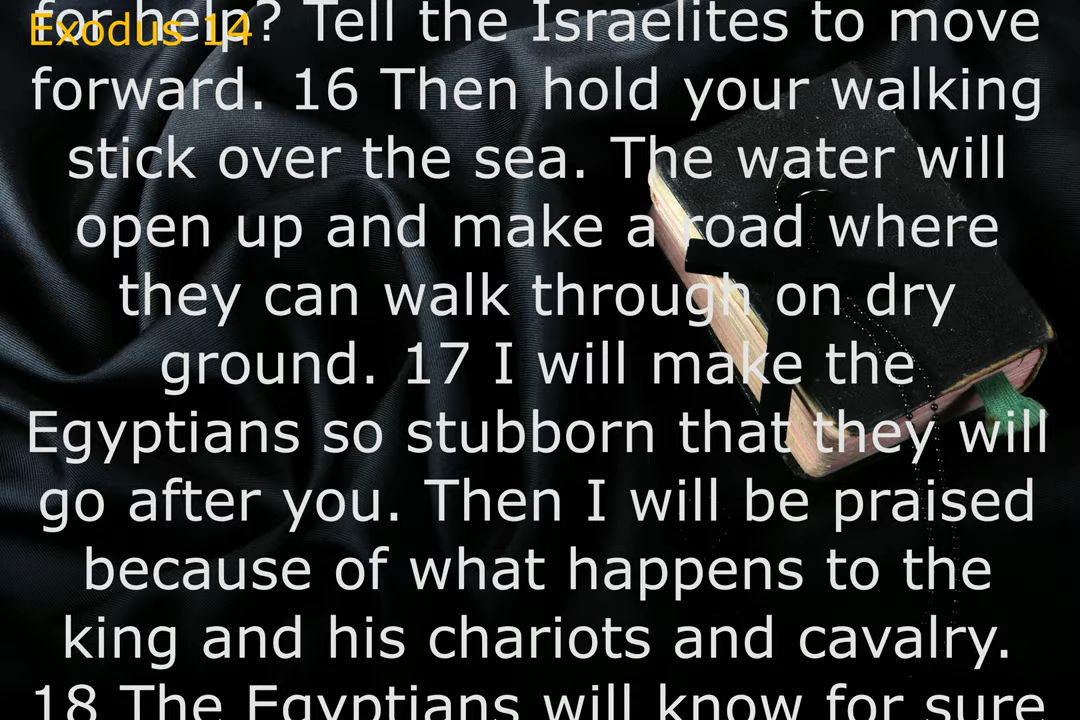 Exodus 14
for help? Tell the Israelites to move
forward. 16 Then hold your walking
stick over the sea. The water will
open up and make a road where
they can walk through on dry
ground. 17 I will make the
Egyptians so stubborn that they will
go after you. Then I will be praised
because of what happens to the
king and his chariots and cavalry.
18 The Egyptians will know for sure